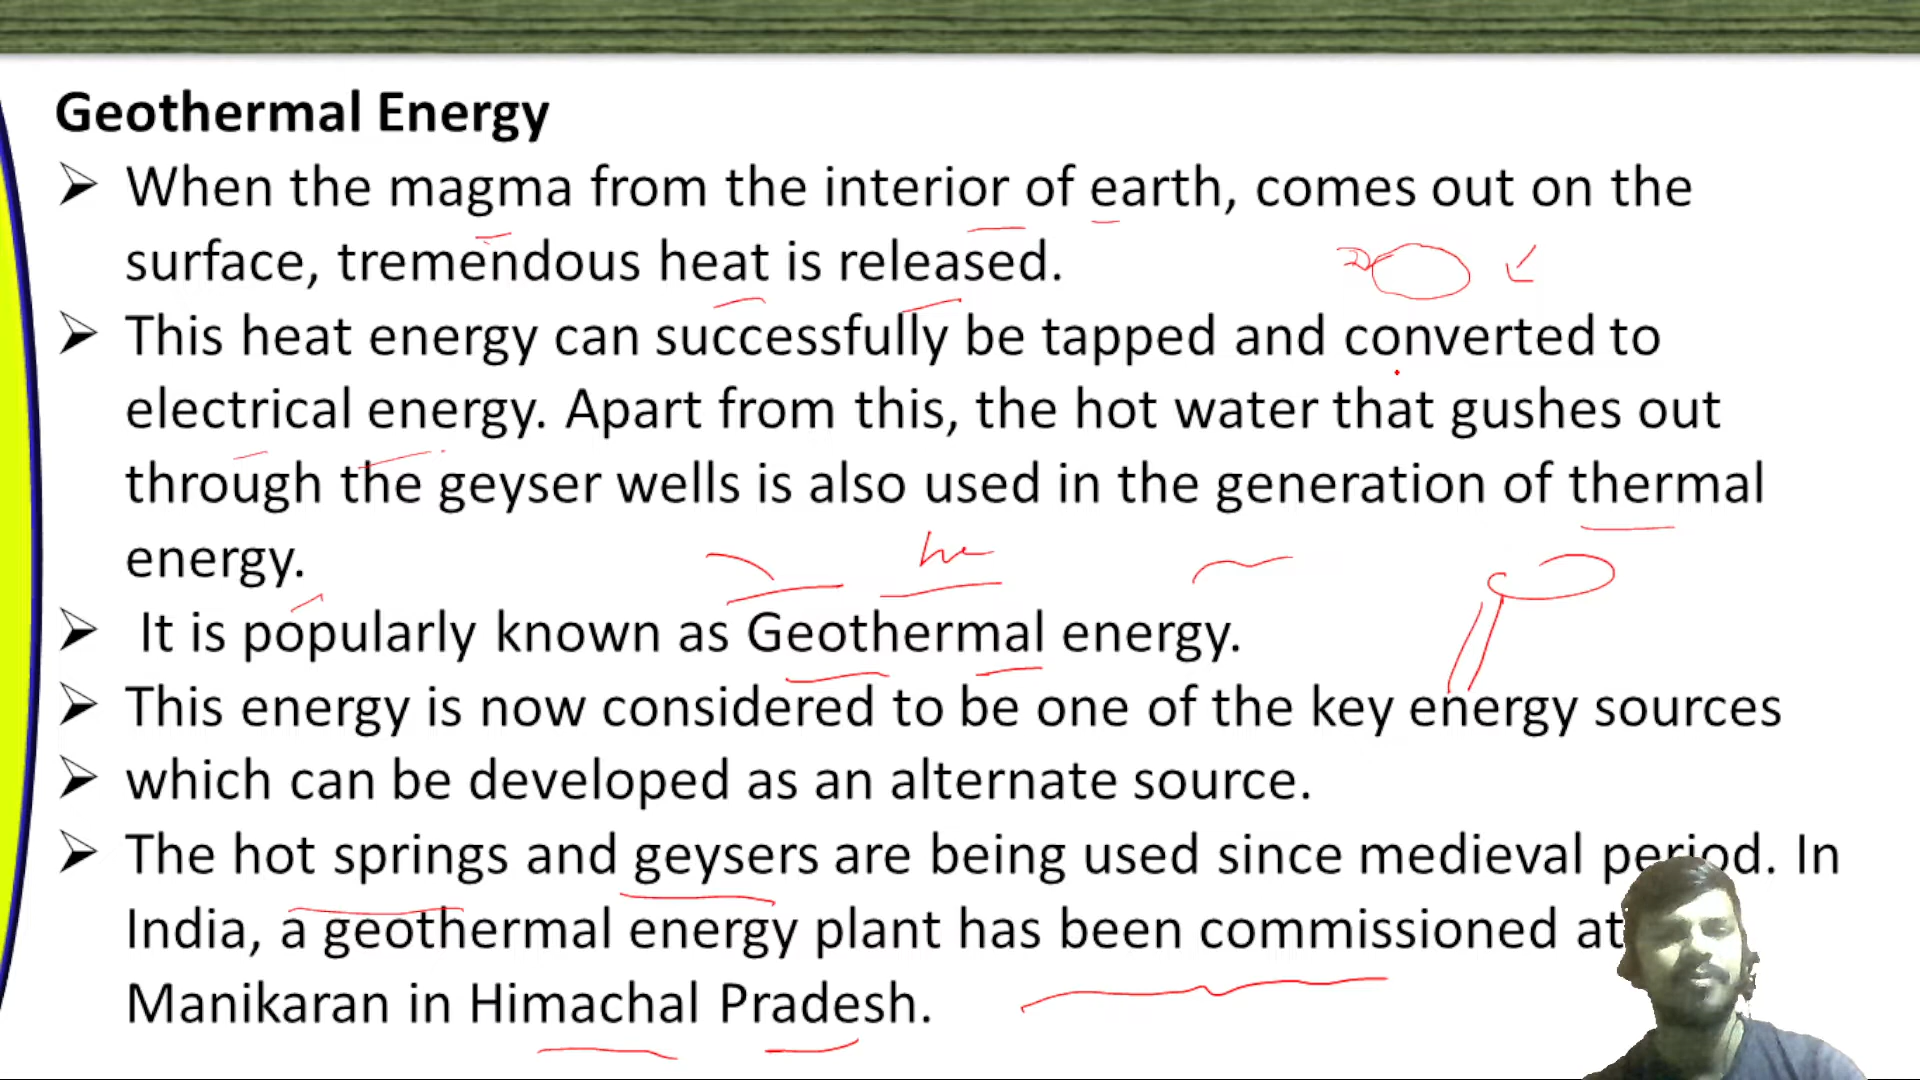 Geothermal Energy
➢ When the magma from the interior of earth, comes out on the
surface, tremendous heat is released.
➢ This heat energy can successfully be tapped and converted to
electrical energy. Apart from this, the hot water that gushes out
through the geyser wells is also used in the generation of thermal
energy.
➢ It is popularly known as Geothermal energy.
➢ This energy is now considered to be one of the key energy sources
➢ which can be developed as an alternate source.
➢ The hot springs and geysers are being used since medieval period. In
India, a geothermal energy plant has been commissioned at
Manikaran in Himachal Pradesh.